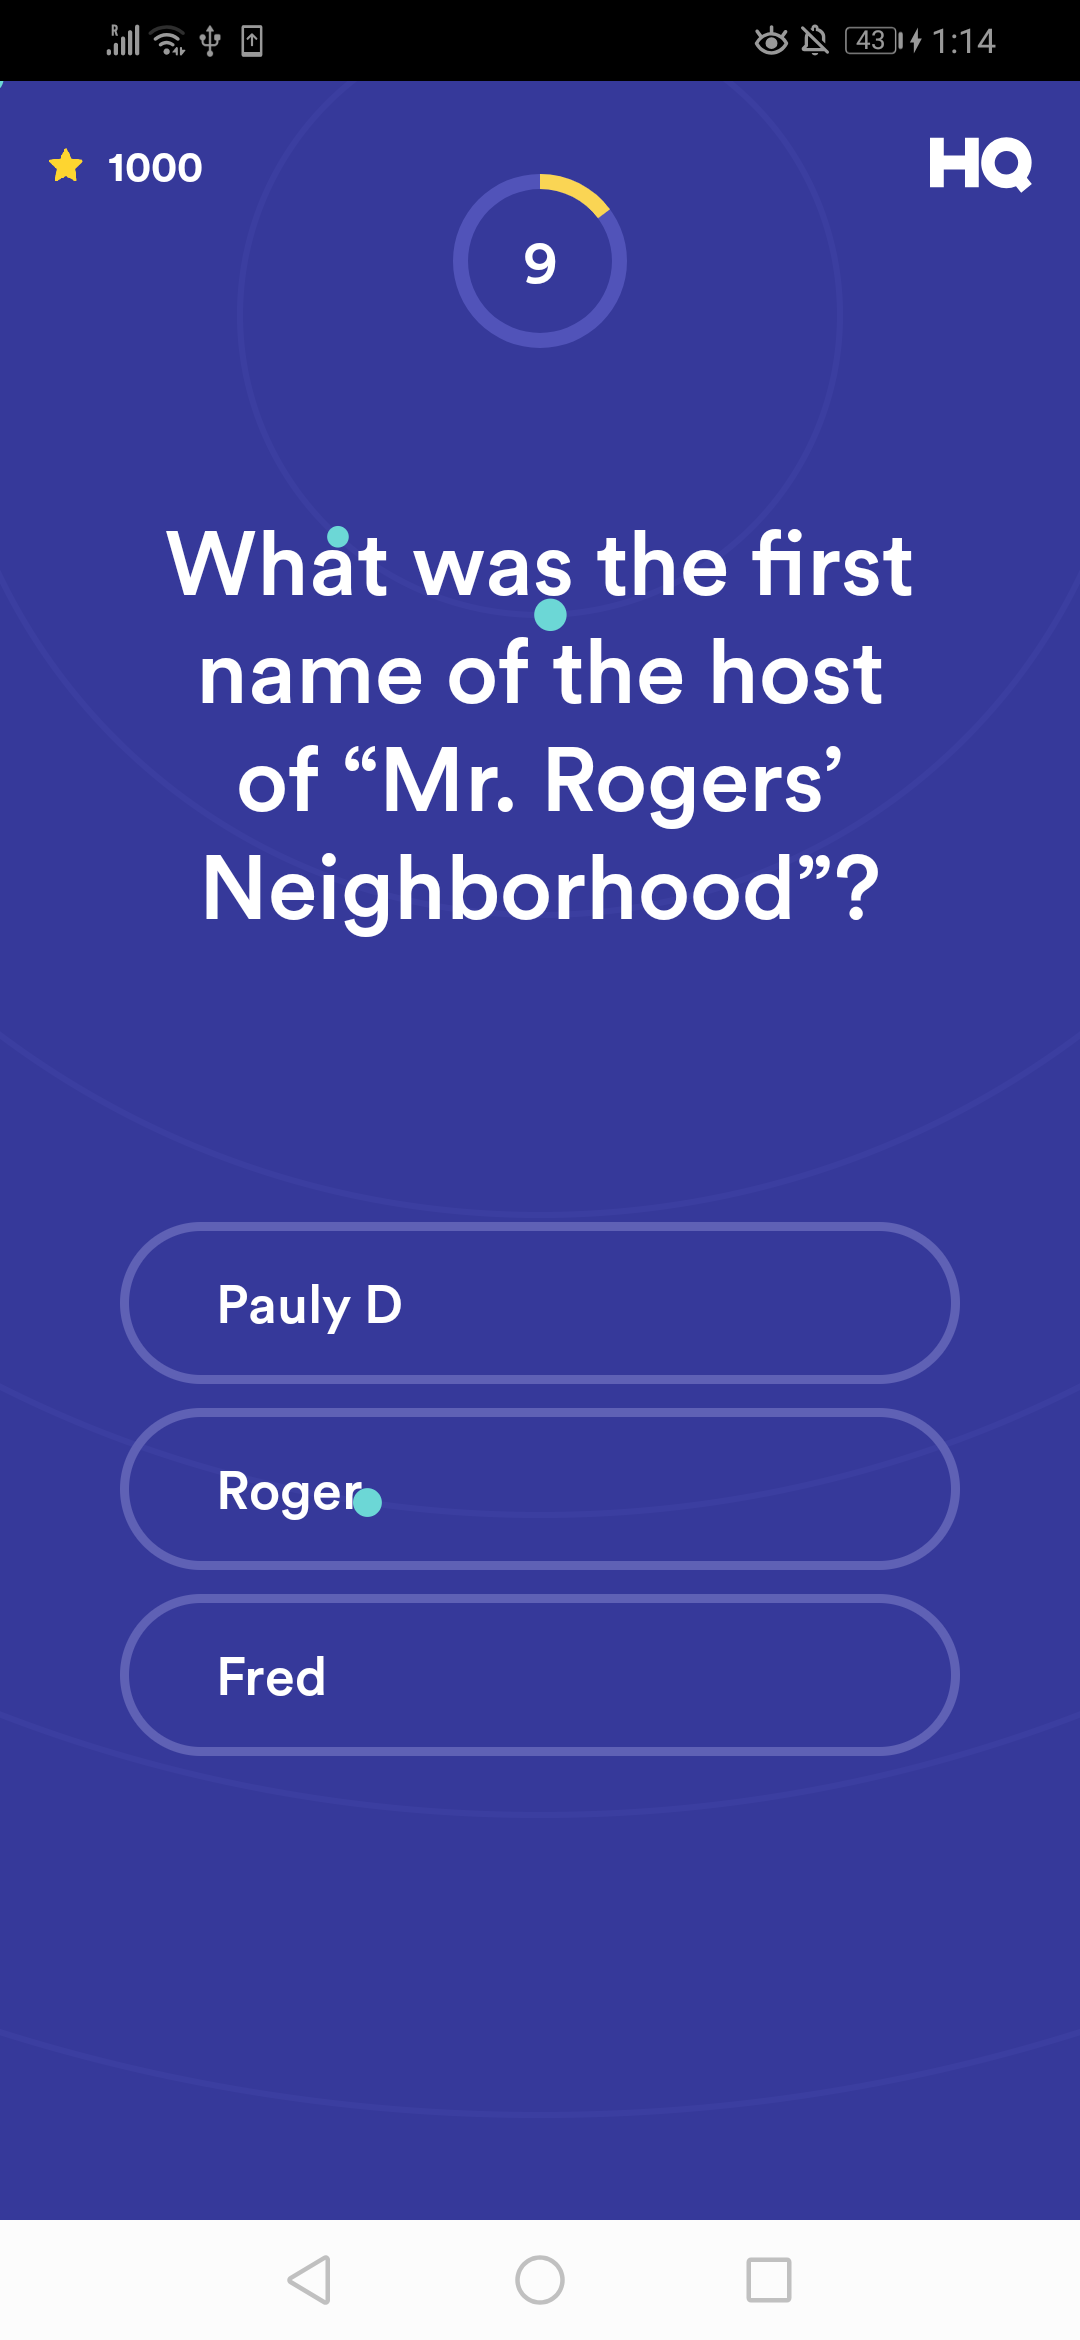 R
43 1:14
1000
HQ
9
What was the first
name of the host
of “Mr. Rogers’
Neighborhood”?
Pauly D
Roger
Fred